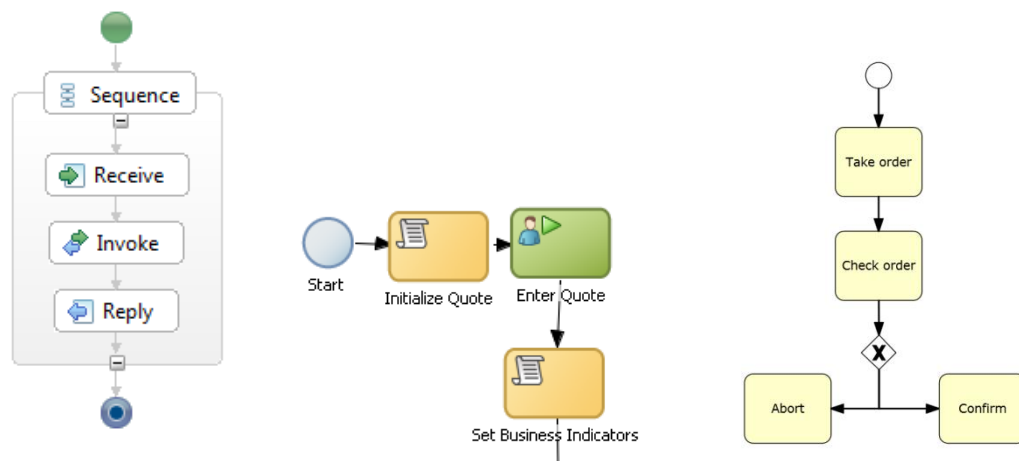 Sequence
Receive
Invoke
Reply
Start
Initialize Quote
Enter Quote
Set Business Indicators
Take order
Check order
X
Abort
Confirm